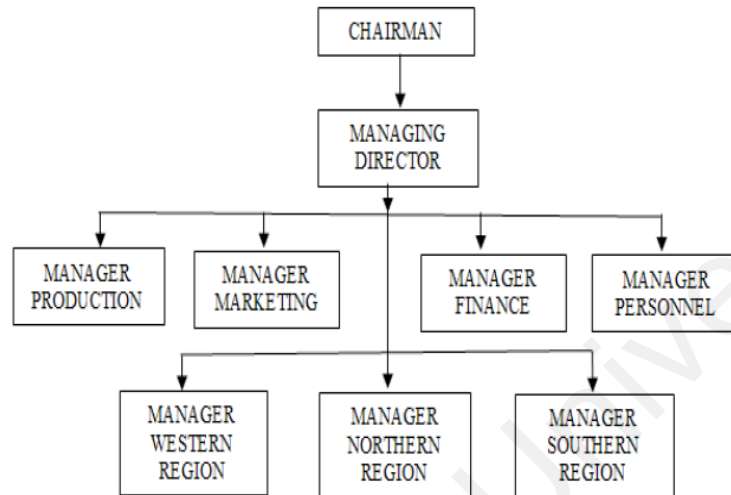 CHAIRMAN
MANAGING
DIRECTOR
MANAGER
PRODUCTION
MANAGER
MARKETING
MANAGER
FINANCE
MANAGER
PERSONNEL
MANAGER
WESTERN
REGION
MANAGER
NORTHERN
REGION
MANAGER
SOUTHERN
REGION